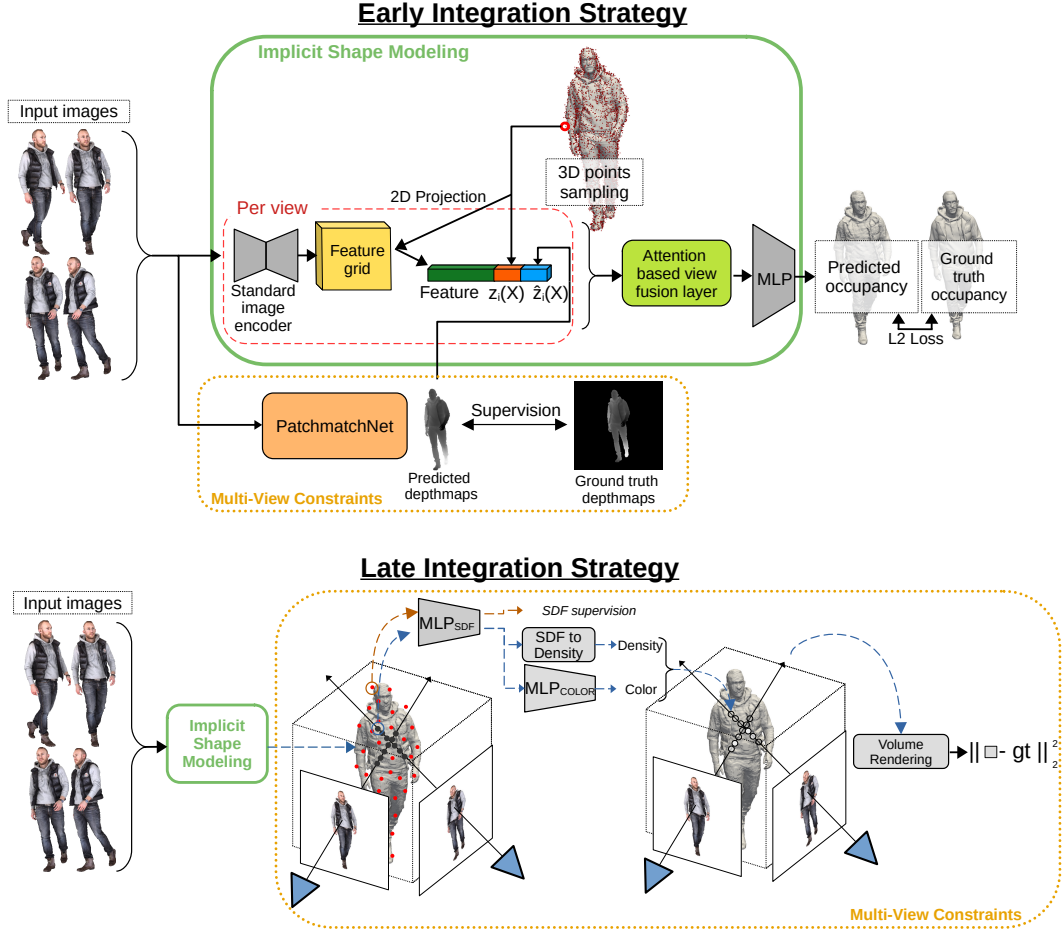 Early Integration Strategy
Implicit Shape Modeling
Input images
3D points
sampling
2D Projection
Per view
Feature
grid
Standard
image
encoder
Feature zᵢ(X) ẑᵢ(X)
Attention
based view
fusion layer
MLP
Predicted
occupancy
Ground
truth
occupancy
L2 Loss
PatchmatchNet
Supervision
Predicted
depthmaps
Ground truth
depthmaps
Multi-View Constraints
Late Integration Strategy
Input images
MLP_SDF
SDF supervision
SDF to
Density
Density
MLP_COLOR
Color
Implicit
Shape
Modeling
Volume
Rendering
|| □- gt ||₂²
Multi-View Constraints